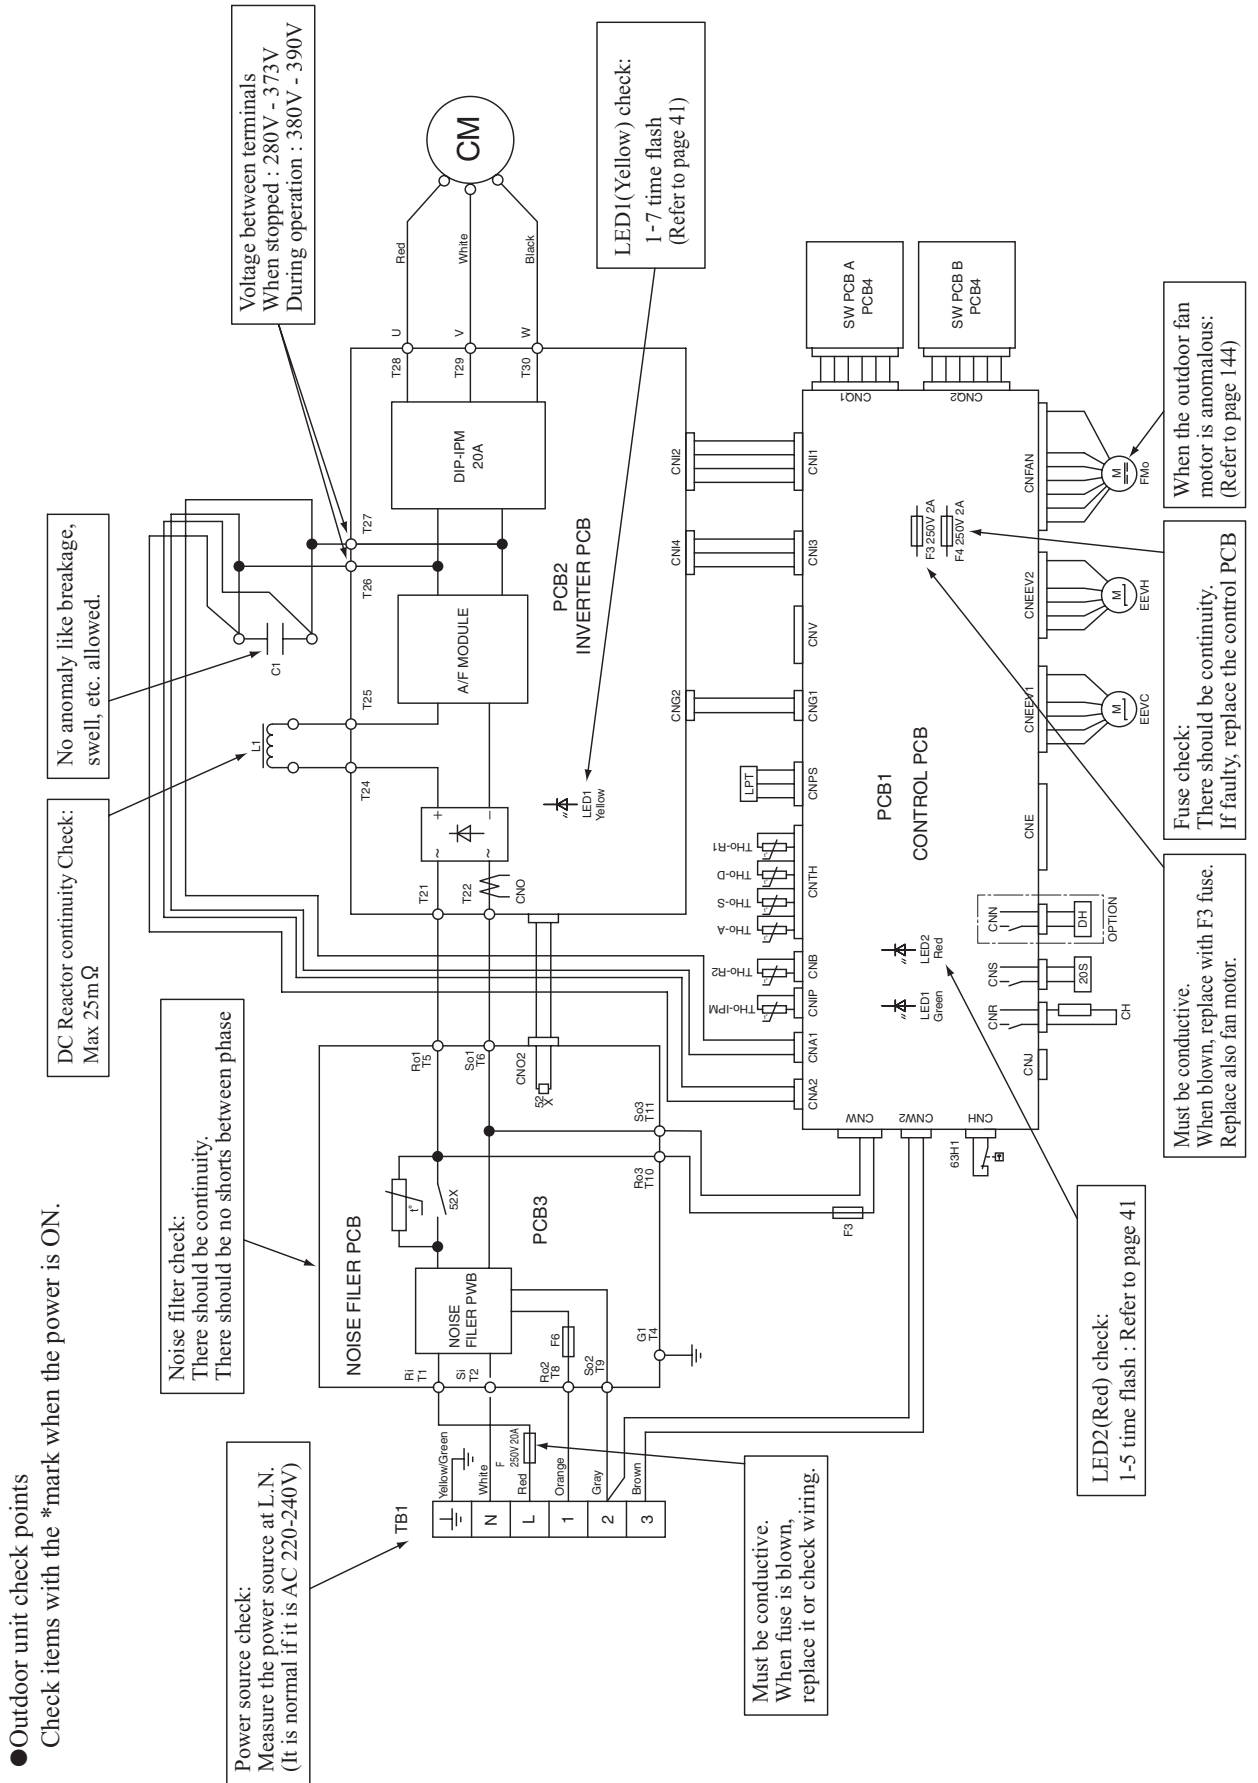 ●Outdoor unit check points
Check items with the *mark when the power is ON.
Power source check:
Measure the power source at L.N.
(It is normal if it is AC 220-240V)
Noise filter check:
There should be continuity.
There should be no shorts between phase
DC Reactor continuity Check:
Max 25mΩ
No anomaly like breakage,
swell, etc. allowed.
Voltage between terminals
When stopped : 280V - 373V
During operation : 380V - 390V
TB1
N
L
1
2
3
Yellow/Green
White
F
250V 20A
Red
Orange
Gray
Brown
NOISE FILER PCB
PCB3
NOISE
FILER PWB
Ri
T1
Si
T2
Ro2
T8
So2
T9
F6
G1
T4
t°
52X
Ro1
T5
So1
T6
CNO2
52
X
Ro3
T10
So3
T11
T21
T22
CNO
+
−
~
~
L1
T24
T25
C1
T26
T27
A/F MODULE
DIP-IPM
20A
PCB2
INVERTER PCB
LED1
Yellow
T28
U
Red
T29
V
White
T30
W
Black
CM
LED1(Yellow) check:
1-7 time flash
(Refer to page 41)
CNG2
CNI4
CNI2
F3
63H1
CNW
CNW2
CNH
CNA2
CNA1
CNIP
CNB
CNTH
CNPS
CNG1
CNV
CNI3
CNI1
THo-IPM
THo-R2
THo-A
THo-S
THo-D
THo-R1
LPT
PCB1
CONTROL PCB
LED1
Green
LED2
Red
F3 250V 2A
F4 250V 2A
CNQ1
CNQ2
SW PCB A
PCB4
SW PCB B
PCB4
CNJ
CNR
CNS
CNN
CNE
CNEEV1
CNEEV2
CNFAN
CH
20S
DH
OPTION
M
EEVC
M
EEVH
M
FMo
Must be conductive.
When fuse is blown,
replace it or check wiring.
LED2(Red) check:
1-5 time flash : Refer to page 41
Must be conductive.
When blown, replace with F3 fuse.
Replace also fan motor.
Fuse check:
There should be continuity.
If faulty, replace the control PCB
When the outdoor fan
motor is anomalous:
(Refer to page 144)